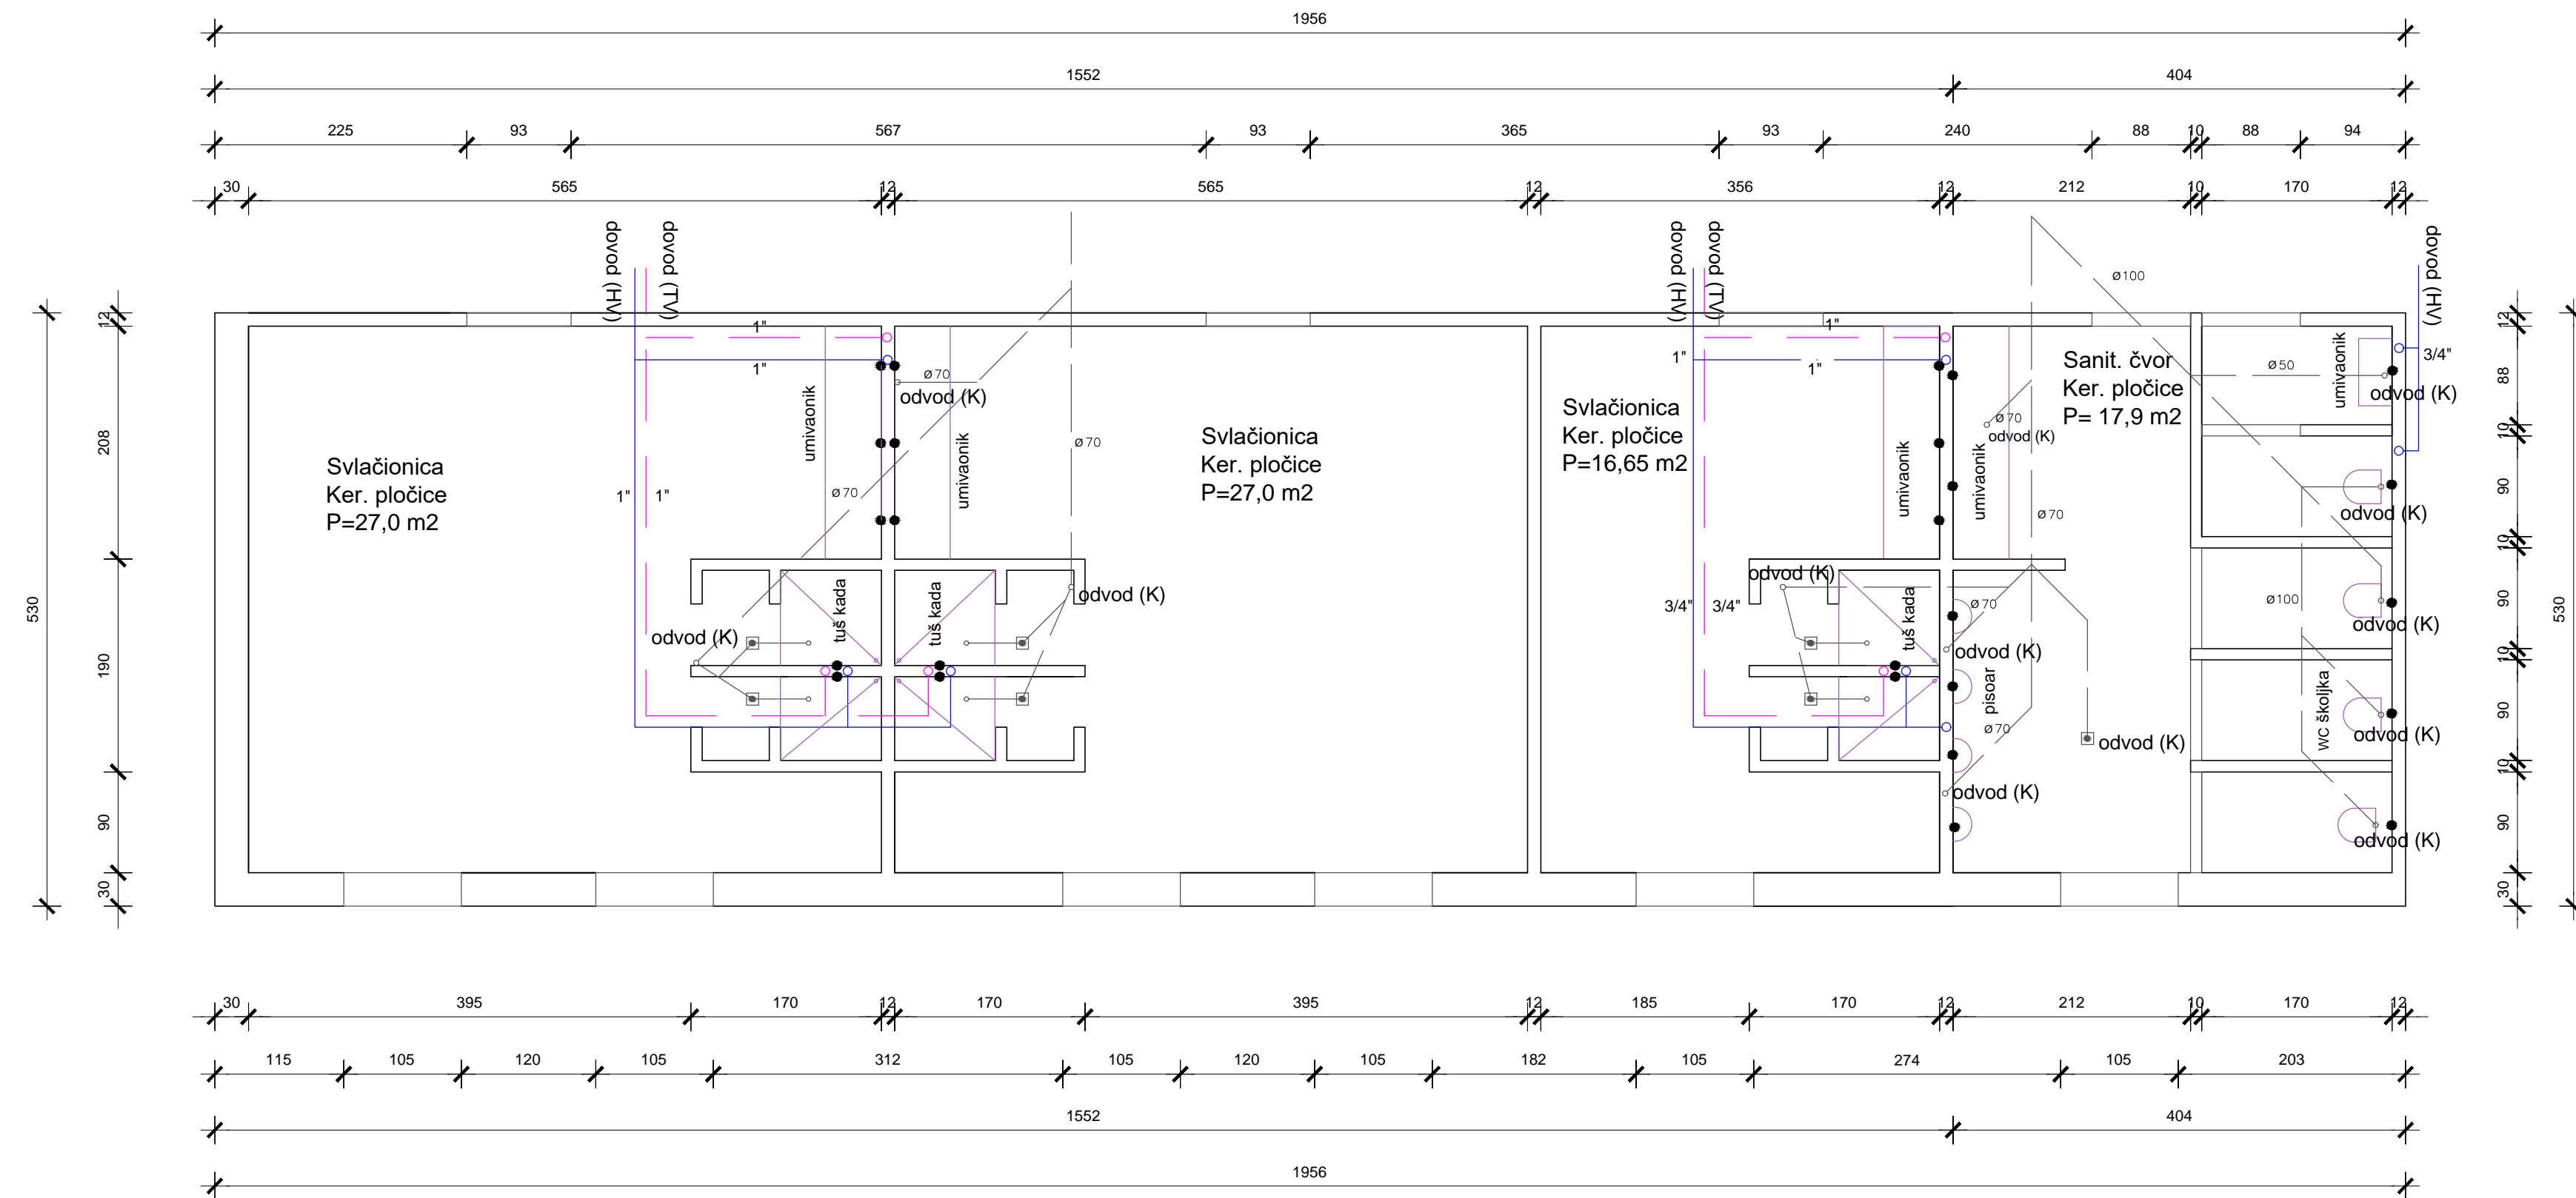 1956
1552 404
225 93 567 93 365 93 240 88 10 88 94
30 565 12 565 12 356 12 212 10 170 12
dovod (HV)
dovod (TV)
dovod (HV)
dovod (TV)
dovod (HV)
ø100
1"
1"
1"
1"
1"
3/4"
530
12
208
190
90
30
12
88
10
90
10
90
10
90
10
90
30
530
Svlačionica
Ker. pločice
P=27,0 m2
1"
1"
umivaonik
ø70
ø70
odvod (K)
umivaonik
ø70
Svlačionica
Ker. pločice
P=27,0 m2
Svlačionica
Ker. pločice
P=16,65 m2
umivaonik
umivaonik
ø70
odvod (K)
Sanit. čvor
Ker. pločice
P= 17,9 m2
ø50
umivaonik
odvod (K)
odvod (K)
ø70
odvod (K)
tuš kada
tuš kada
odvod (K)
odvod (K)
3/4"
3/4"
tuš kada
ø70
odvod (K)
pisoar
ø70
odvod (K)
odvod (K)
ø100
odvod (K)
WC školjka
odvod (K)
odvod (K)
30 395 170 12 170 395 12 185 170 12 212 10 170 12
115 105 120 105 312 105 120 105 182 105 274 105 203
1552 404
1956